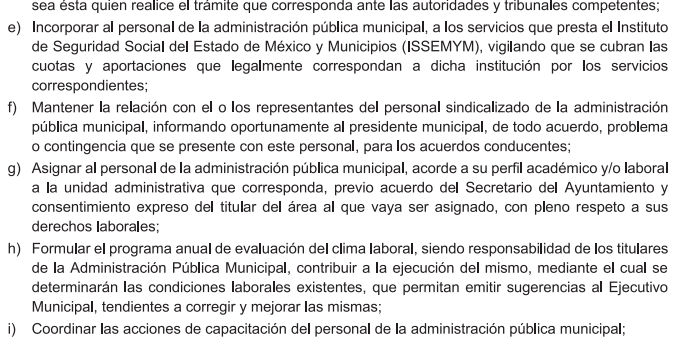 sea ésta quien realice el trámite que corresponda ante las autoridades y tribunales competentes;
e) Incorporar al personal de la administración pública municipal, a los servicios que presta el Instituto
de Seguridad Social del Estado de México y Municipios (ISSEMYM), vigilando que se cubran las
cuotas y aportaciones que legalmente correspondan a dicha institución por los servicios
correspondientes;
f) Mantener la relación con el o los representantes del personal sindicalizado de la administración
pública municipal, informando oportunamente al presidente municipal, de todo acuerdo, problema
o contingencia que se presente con este personal, para los acuerdos conducentes;
g) Asignar al personal de la administración pública municipal, acorde a su perfil académico y/o laboral
a la unidad administrativa que corresponda, previo acuerdo del Secretario del Ayuntamiento y
consentimiento expreso del titular del área al que vaya ser asignado, con pleno respeto a sus
derechos laborales;
h) Formular el programa anual de evaluación del clima laboral, siendo responsabilidad de los titulares
de la Administración Pública Municipal, contribuir a la ejecución del mismo, mediante el cual se
determinarán las condiciones laborales existentes, que permitan emitir sugerencias al Ejecutivo
Municipal, tendientes a corregir y mejorar las mismas;
i) Coordinar las acciones de capacitación del personal de la administración pública municipal;